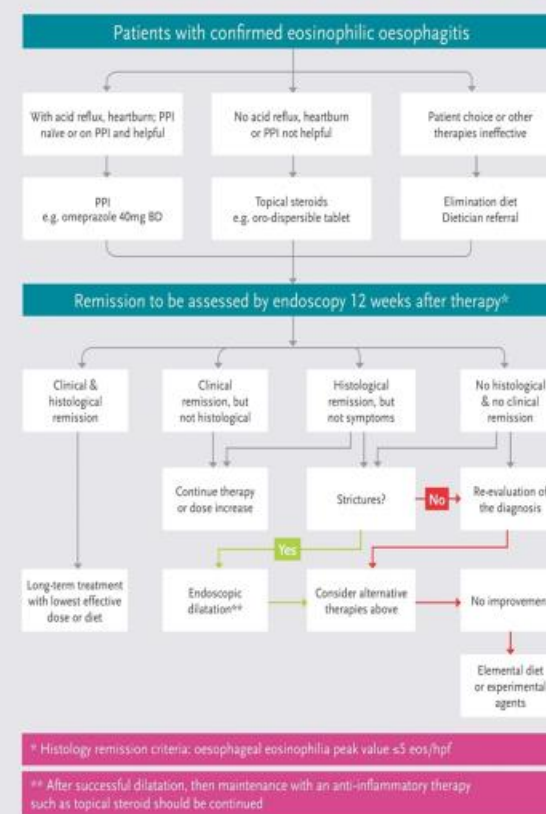 Patients with confirmed eosinophilic oesophagitis
With acid reflux, heartburn; PPI
naïve or on PPI and helpful
No acid reflux, heartburn
or PPI not helpful
Patient choice or other
therapies ineffective
PPI
e.g. omeprazole 40mg BD
Topical steroids
e.g. oro-dispersible tablet
Elimination diet
Dietician referral
Remission to be assessed by endoscopy 12 weeks after therapy*
Clinical &
histological
remission
Clinical
remission, but
not histological
Histological
remission, but
not symptoms
No histological
& no clinical
remission
Continue therapy
or dose increase
Strictures?
No
Re-evaluation of
the diagnosis
Yes
Long-term treatment
with lowest effective
dose or diet
Endoscopic
dilatation**
Consider alternative
therapies above
No improvement
Elemental diet
or experimental
agents
* Histology remission criteria: oesophageal eosinophilia peak value ≤5 eos/hpf
** After successful dilatation, then maintenance with an anti-inflammatory therapy
such as topical steroid should be continued